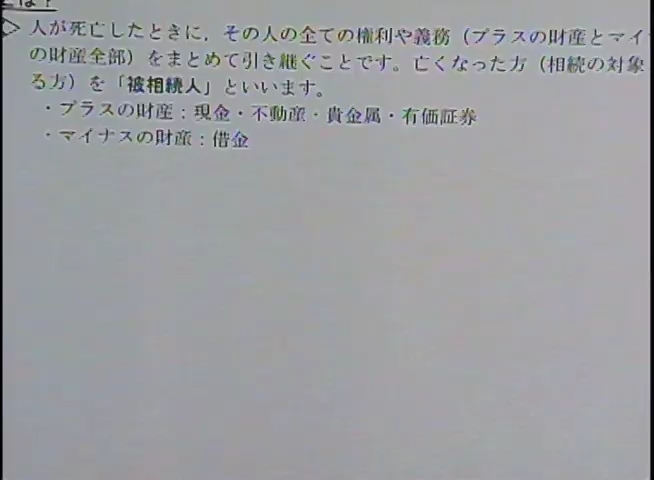 とは？
▷ 人が死亡したときに，その人の全ての権利や義務（プラスの財産とマイ
の財産全部）をまとめて引き継ぐことです。亡くなった方（相続の対象
る方）を「被相続人」といいます。
・プラスの財産：現金・不動産・貴金属・有価証券
・マイナスの財産：借金